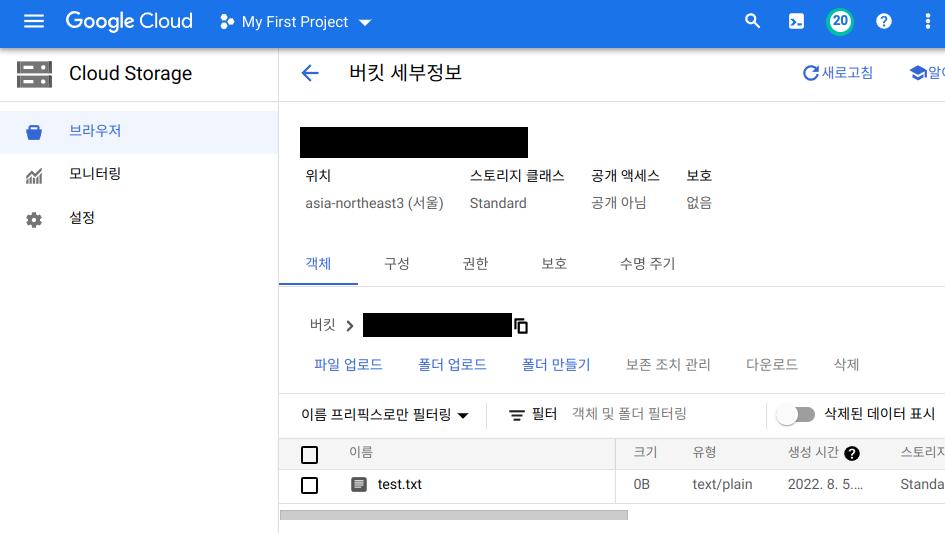 Google Cloud My First Project 20
Cloud Storage
버킷 세부정보 새로고침
브라우저
모니터링
설정
위치 스토리지 클래스 공개 액세스 보호
asia-northeast3 (서울) Standard 공개 아님 없음
객체 구성 권한 보호 수명 주기
버킷
파일 업로드 폴더 업로드 폴더 만들기 보존 조치 관리 다운로드 삭제
이름 프리픽스로만 필터링 필터 객체 및 폴더 필터링 삭제된 데이터 표시
이름 크기 유형 생성 시간
test.txt 0B text/plain 2022. 8. 5....